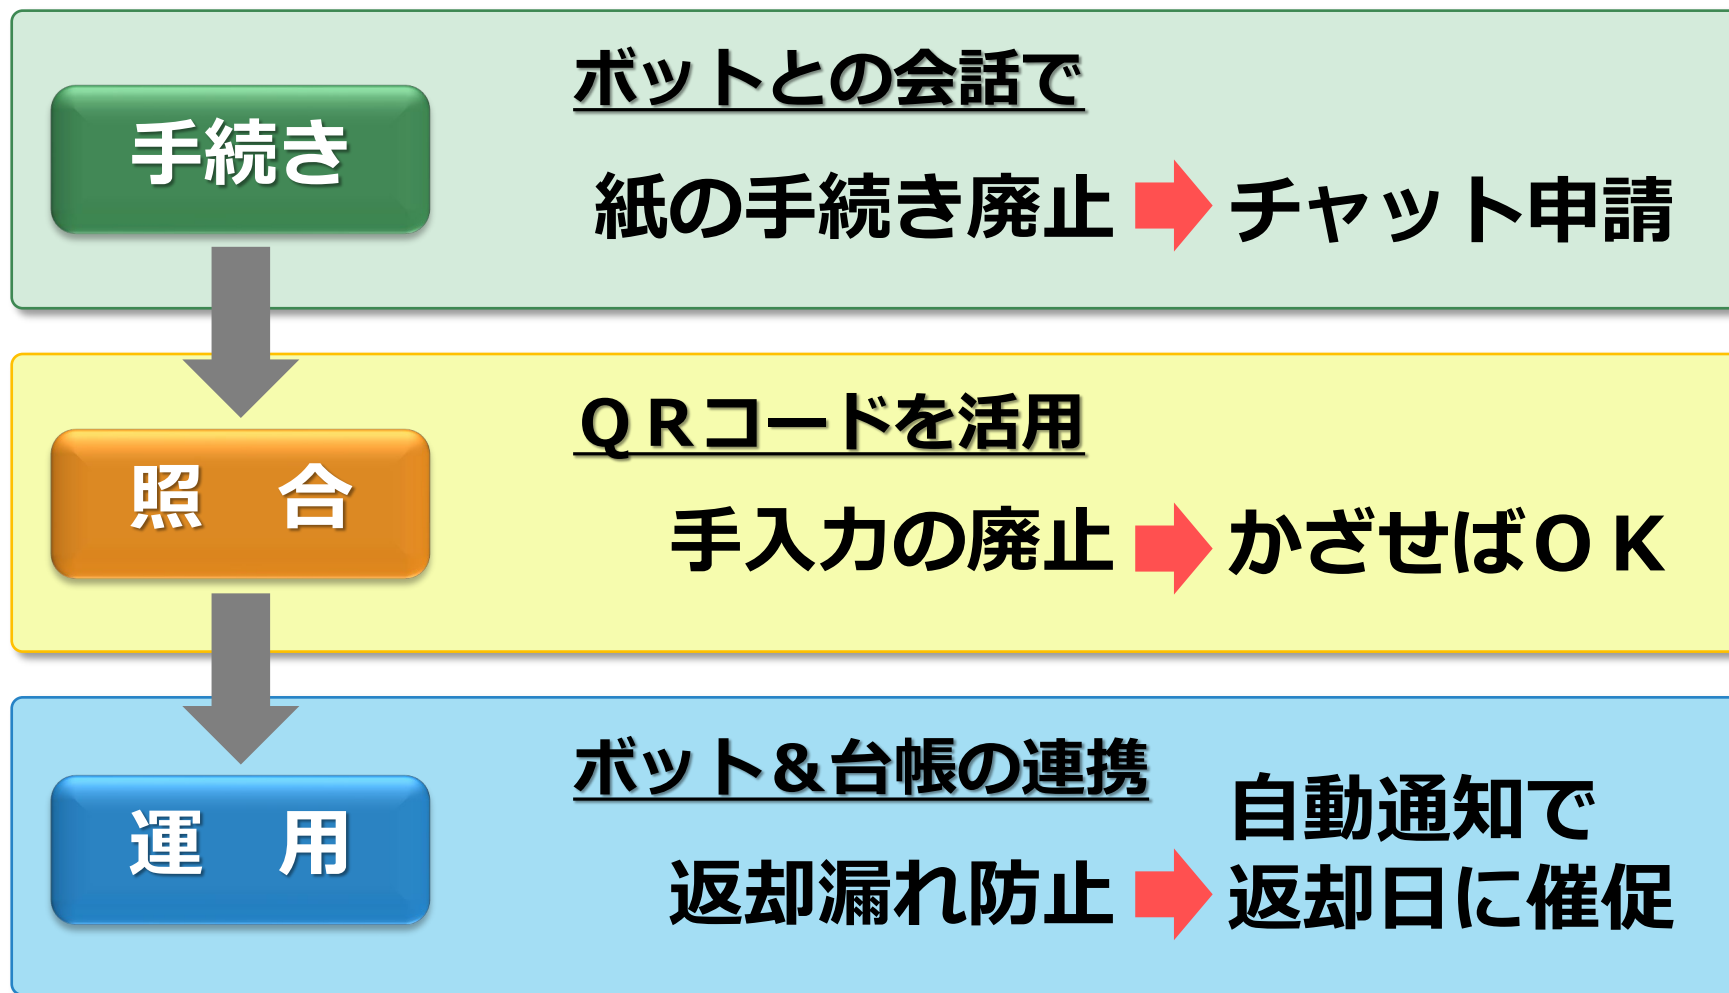 手続き
ボットとの会話で
紙の手続き廃止
チャット申請
照　合
ＱＲコードを活用
手入力の廃止
かざせばＯＫ
運　用
ボット＆台帳の連携
返却漏れ防止
自動通知で
返却日に催促